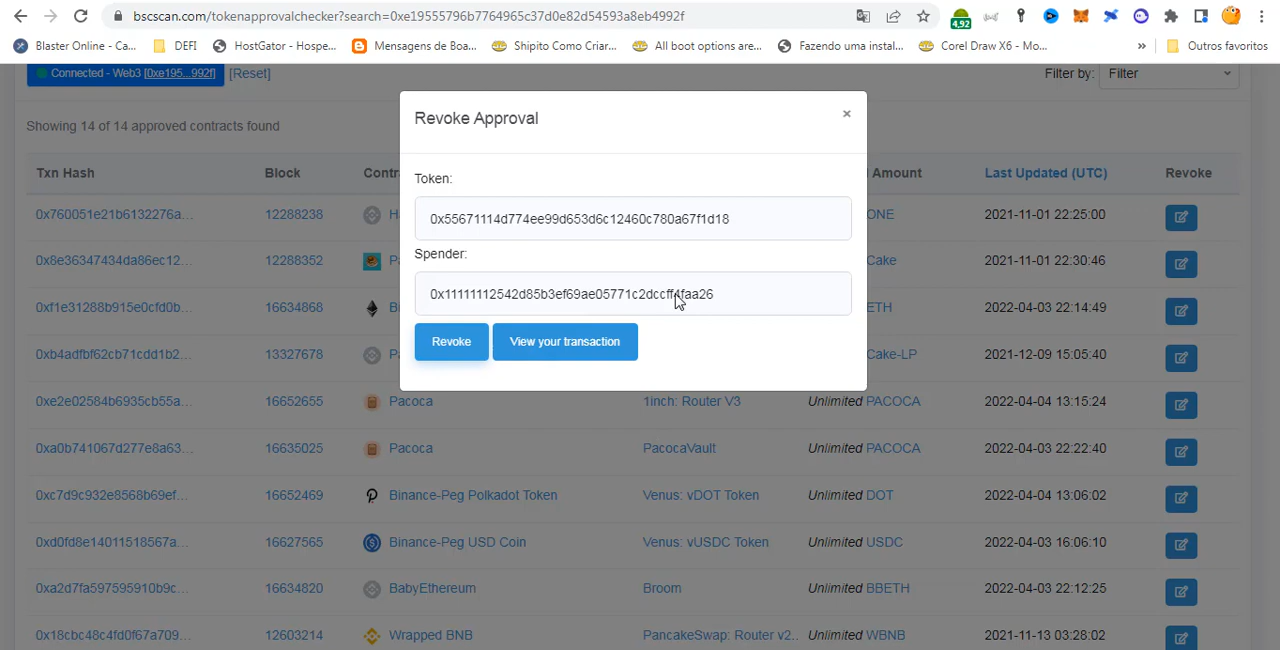 bscscan.com/tokenapprovalchecker?search=0xe19555796b7764965c37d0e82d54593a8eb4992f
4.92
Blaster Online - Ca... DEFI HostGator - Hospe... Mensagens de Boa... Shipito Como Criar... All boot options are... Fazendo uma instal... Corel Draw X6 - Mo... » Outros favoritos
Connected - Web3 [0xe195...992f] [Reset] Filter by: Filter
Revoke Approval ×
Showing 14 of 14 approved contracts found
Txn Hash Block Contr Amount Last Updated (UTC) Revoke
Token:
0x760051e21b6132276a... 12288238 H ONE 2021-11-01 22:25:00
0x55671114d774ee99d653d6c12460c780a67f1d18
Spender:
0x8e36347434da86ec12... 12288352 P Cake 2021-11-01 22:30:46
0x11111112542d85b3ef69ae05771c2dccff4faa26
0xf1e31288b915e0cfd0b... 16634868 E ETH 2022-04-03 22:14:49
Revoke View your transaction
0xb4adfbf62cb71cdd1b2... 13327678 P Cake-LP 2021-12-09 15:05:40
0xe2e02584b6935cb55a... 16652655 Pacoca 1inch: Router V3 Unlimited PACOCA 2022-04-04 13:15:24
0xa0b741067d277e8a63... 16635025 Pacoca PacocaVault Unlimited PACOCA 2022-04-03 22:22:40
0xc7d9c932e8568b69ef... 16652469 Binance-Peg Polkadot Token Venus: vDOT Token Unlimited DOT 2022-04-04 13:06:02
0xd0fd8e14011518567a... 16627565 Binance-Peg USD Coin Venus: vUSDC Token Unlimited USDC 2022-04-03 16:06:10
0xa2d7fa597595910b9c... 16634820 BabyEthereum Broom Unlimited BBETH 2022-04-03 22:12:25
0x18cbc48c4fd0f67a709... 12603214 Wrapped BNB PancakeSwap: Router v2.. Unlimited WBNB 2021-11-13 03:28:02